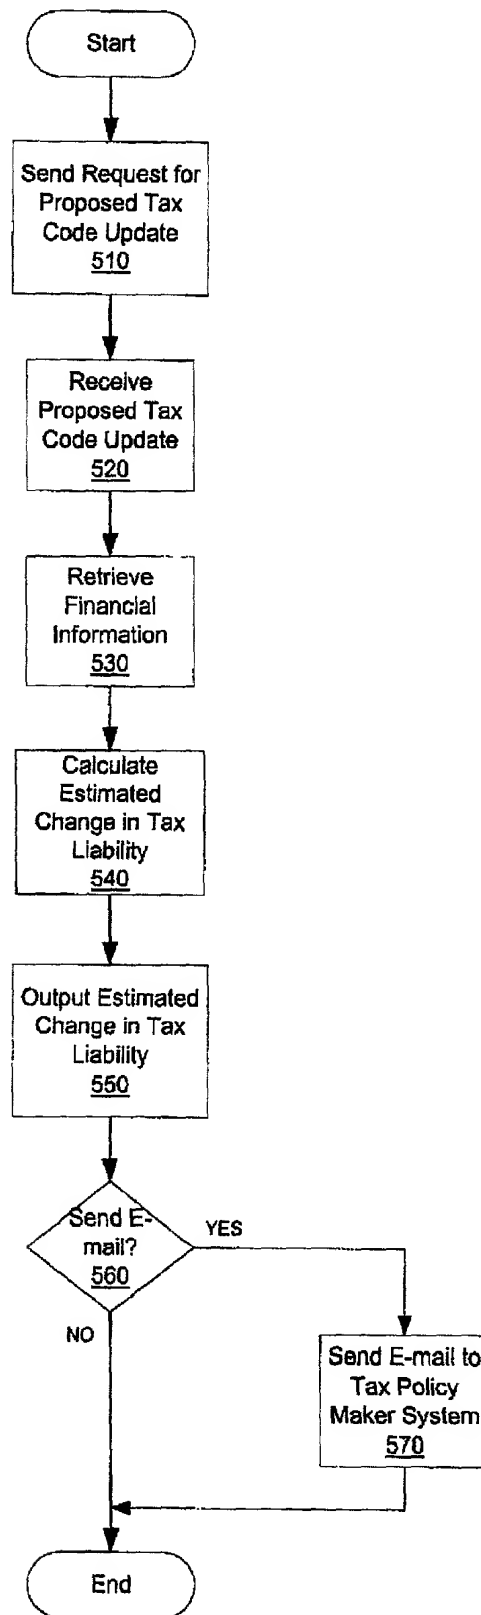 Start
Send Request for
Proposed Tax
Code Update
510
Receive
Proposed Tax
Code Update
520
Retrieve
Financial
Information
530
Calculate
Estimated
Change in Tax
Liability
540
Output Estimated
Change in Tax
Liability
550
Send E-
mail?
560
YES
NO
Send E-mail to
Tax Policy
Maker System
570
End